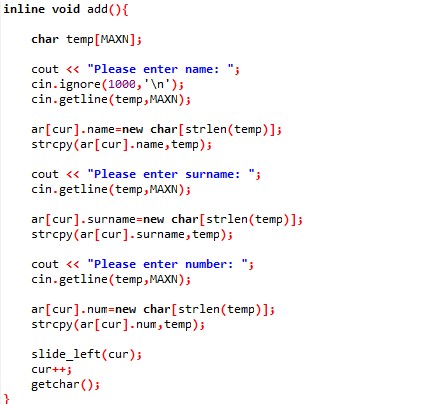 inline void add(){
char temp[MAXN];
cout << "Please enter name: ";
cin.ignore(1000,'\n');
cin.getline(temp,MAXN);
ar[cur].name=new char[strlen(temp)];
strcpy(ar[cur].name,temp);
cout << "Please enter surname: ";
cin.getline(temp,MAXN);
ar[cur].surname=new char[strlen(temp)];
strcpy(ar[cur].surname,temp);
cout << "Please enter number: ";
cin.getline(temp,MAXN);
ar[cur].num=new char[strlen(temp)];
strcpy(ar[cur].num,temp);
slide_left(cur);
cur++;
getchar();
}